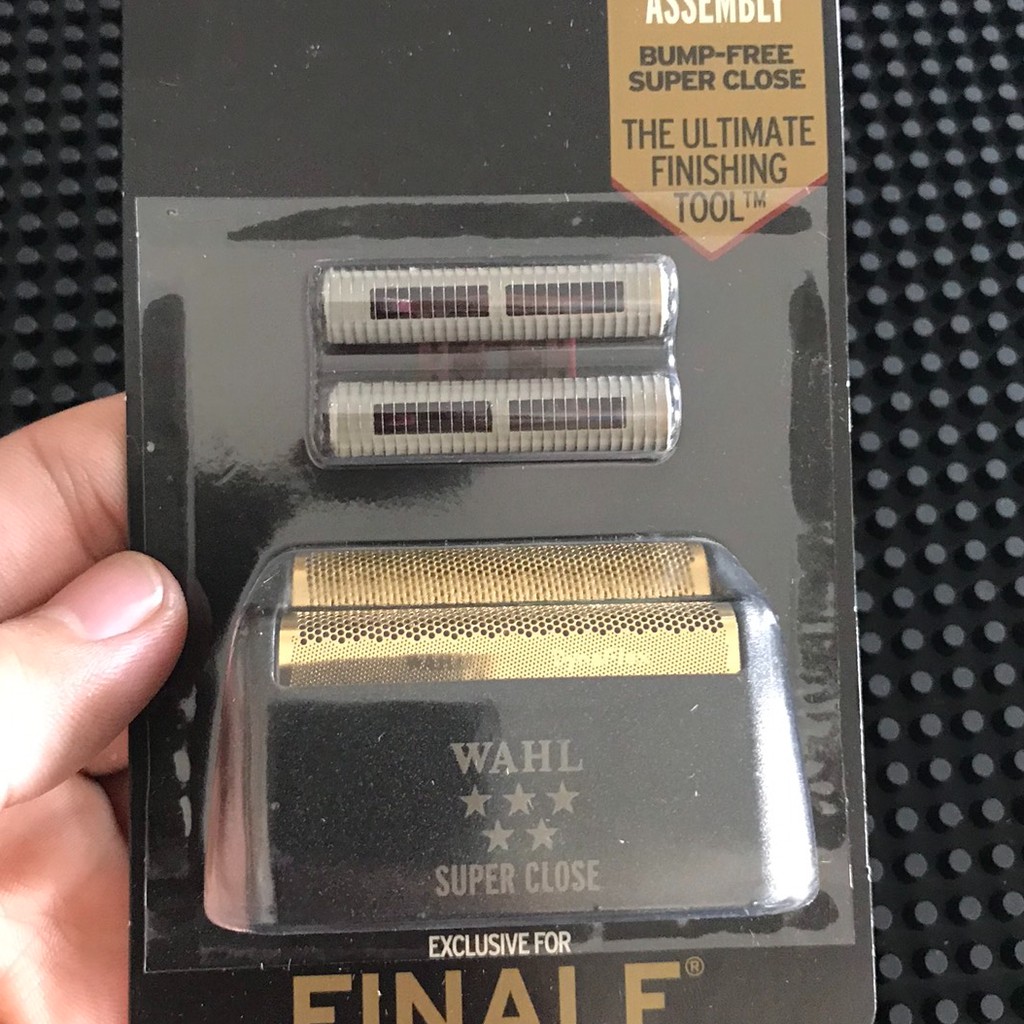 ASSEMBLY
BUMP-FREE
SUPER CLOSE
THE ULTIMATE
FINISHING
TOOL™
WAHL
SUPER CLOSE
EXCLUSIVE FOR
FINALE®